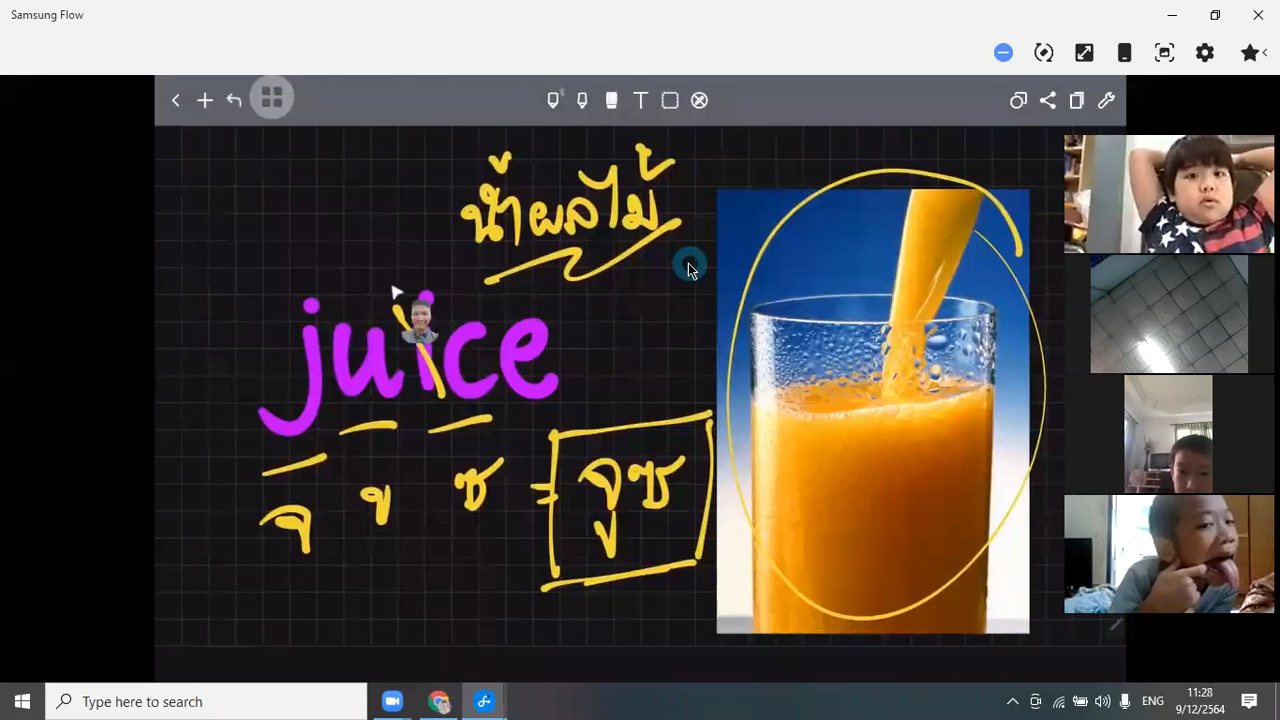 Samsung Flow
T
น้ำผลไม้
juice
จ ู ซ = จูซ
Type here to search
ENG
11:28
9/12/2564